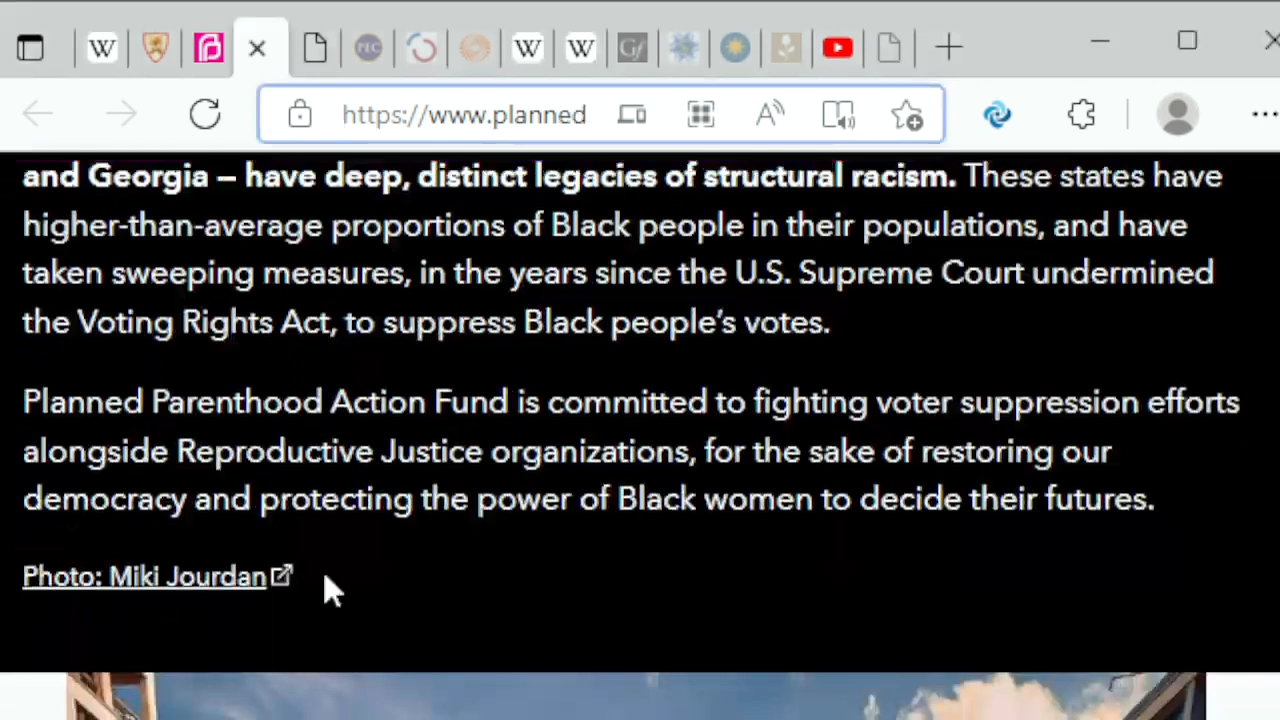 W
PEC
W
W
Gf
https://www.planned
and Georgia – have deep, distinct legacies of structural racism. These states have
higher-than-average proportions of Black people in their populations, and have
taken sweeping measures, in the years since the U.S. Supreme Court undermined
the Voting Rights Act, to suppress Black people’s votes.
Planned Parenthood Action Fund is committed to fighting voter suppression efforts
alongside Reproductive Justice organizations, for the sake of restoring our
democracy and protecting the power of Black women to decide their futures.
Photo: Miki Jourdan